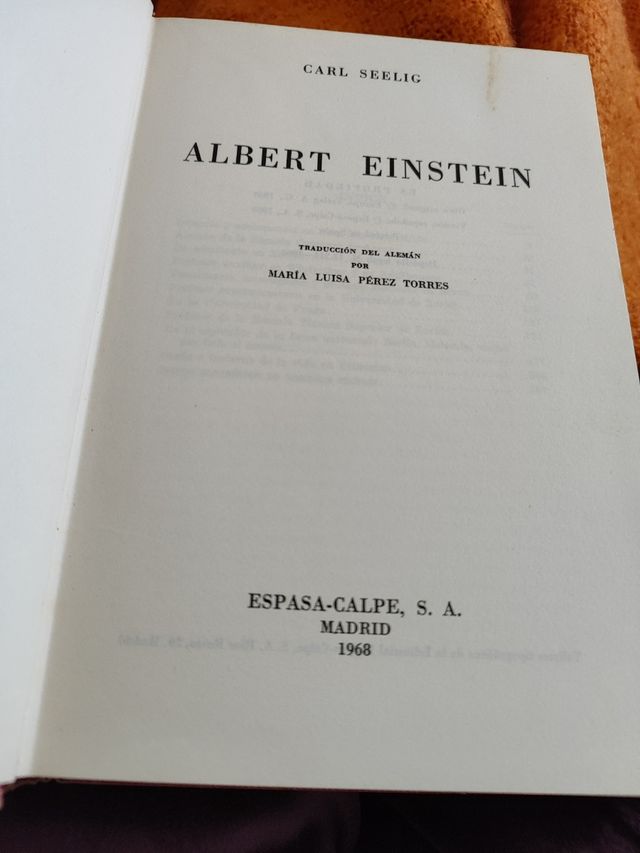 CARL SEELIG
ALBERT EINSTEIN
TRADUCCIÓN DEL ALEMÁN
POR
MARÍA LUISA PÉREZ TORRES
ESPASA-CALPE, S. A.
MADRID
1968